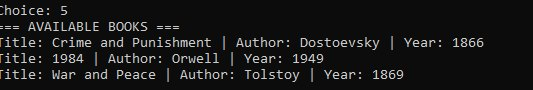 Choice: 5
=== AVAILABLE BOOKS ===
Title: Crime and Punishment | Author: Dostoevsky | Year: 1866
Title: 1984 | Author: Orwell | Year: 1949
Title: War and Peace | Author: Tolstoy | Year: 1869